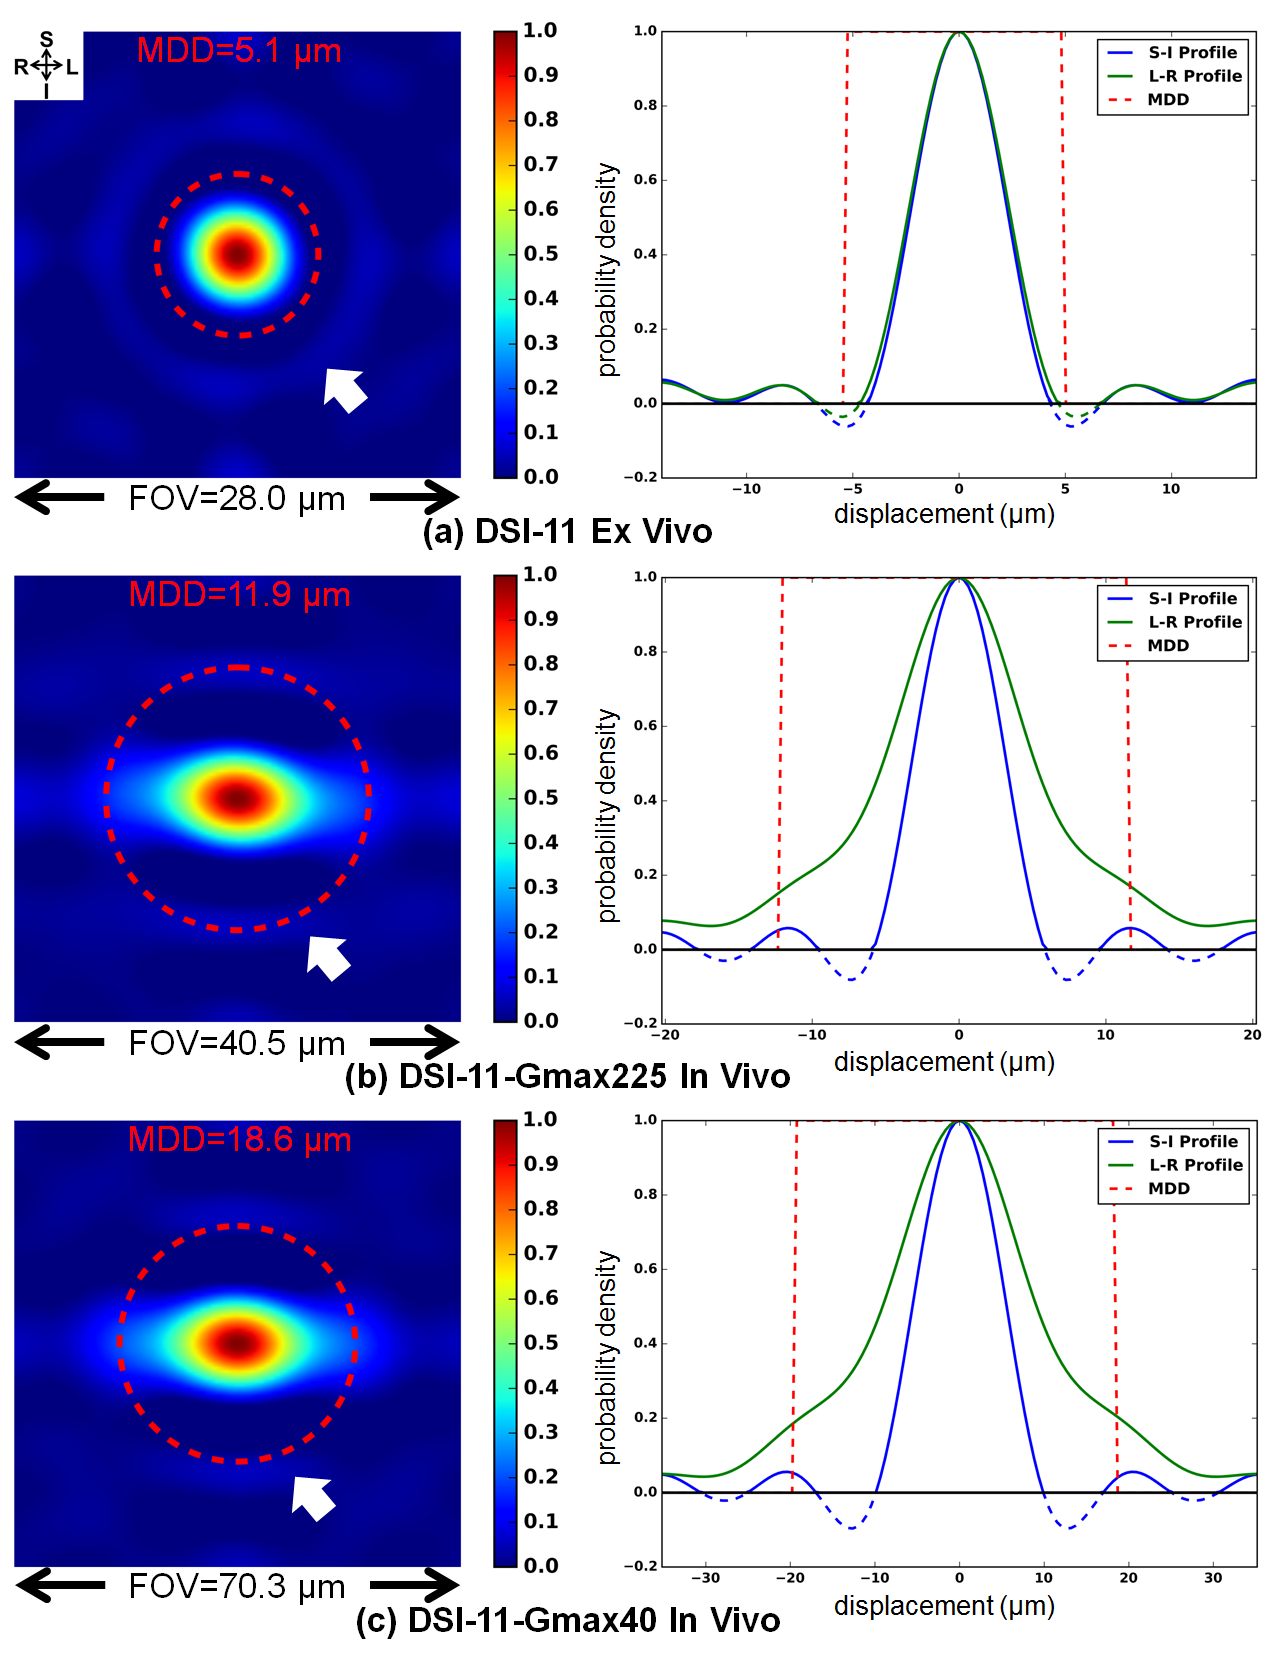 S
R L
I
MDD=5.1 µm
1.0
0.9
0.8
0.7
0.6
0.5
0.4
0.3
0.2
0.1
0.0
FOV=28.0 µm
1.0
0.8
0.6
0.4
0.2
0.0
−0.2
probability density
S-I Profile
L-R Profile
MDD
−10 −5 0 5 10
displacement (µm)
(a) DSI-11 Ex Vivo
MDD=11.9 µm
1.0
0.9
0.8
0.7
0.6
0.5
0.4
0.3
0.2
0.1
0.0
FOV=40.5 µm
1.0
0.8
0.6
0.4
0.2
0.0
−0.2
probability density
S-I Profile
L-R Profile
MDD
−20 −10 0 10 20
displacement (µm)
(b) DSI-11-Gmax225 In Vivo
MDD=18.6 µm
1.0
0.9
0.8
0.7
0.6
0.5
0.4
0.3
0.2
0.1
0.0
FOV=70.3 µm
1.0
0.8
0.6
0.4
0.2
0.0
−0.2
probability density
S-I Profile
L-R Profile
MDD
−30 −20 −10 0 10 20 30
displacement (µm)
(c) DSI-11-Gmax40 In Vivo